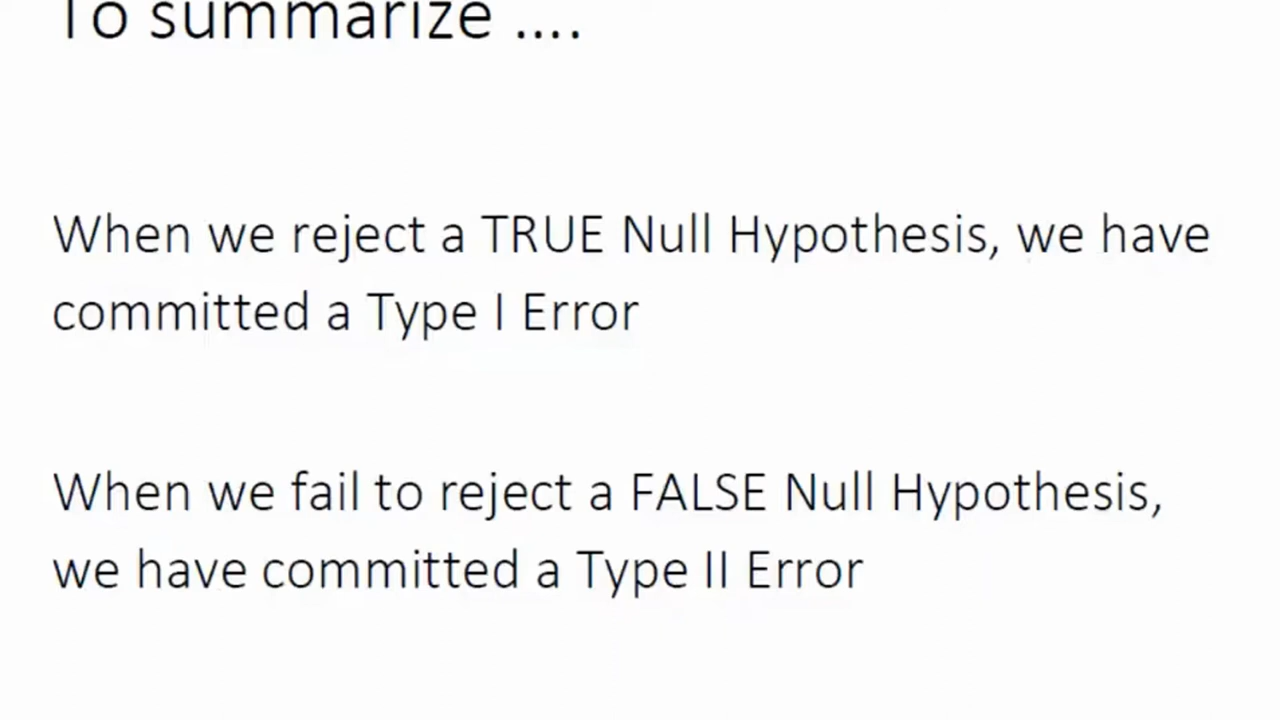 To summarize ....
When we reject a TRUE Null Hypothesis, we have
committed a Type I Error
When we fail to reject a FALSE Null Hypothesis,
we have committed a Type II Error